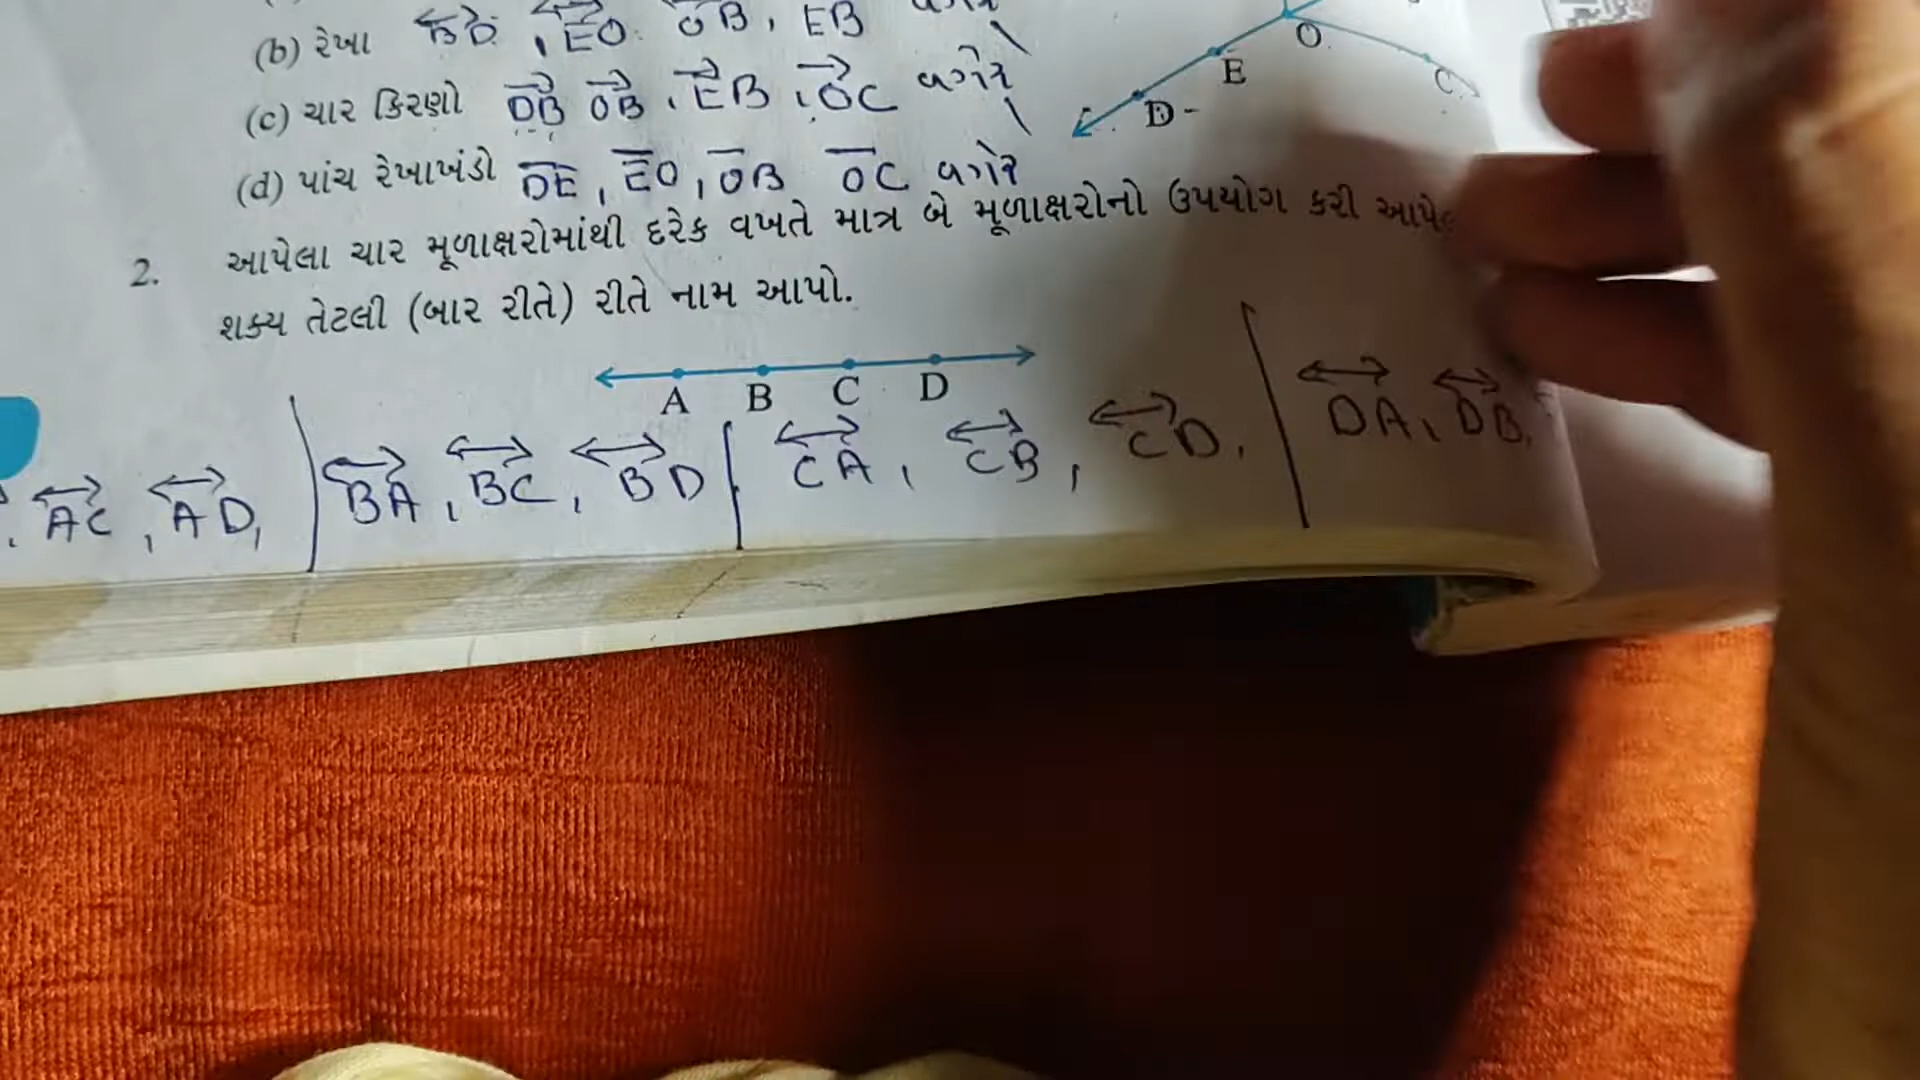 (b) રેખા BD, EO. OB, EB
(c) ચાર કિરણો DB OB, EB, OC વગેરે
(d) પાંચ રેખાખંડો DE, EO, OB OC વગેરે
O
E
C
D -
2. આપેલા ચાર મૂળાક્ષરોમાંથી દરેક વખતે માત્ર બે મૂળાક્ષરોનો ઉપયોગ કરી
શક્ય તેટલી (બાર રીતે) રીતે નામ આપો.
A B C D
, AC, AD, | BA, BC, BD | CA, CB, CD, | DA, DB,